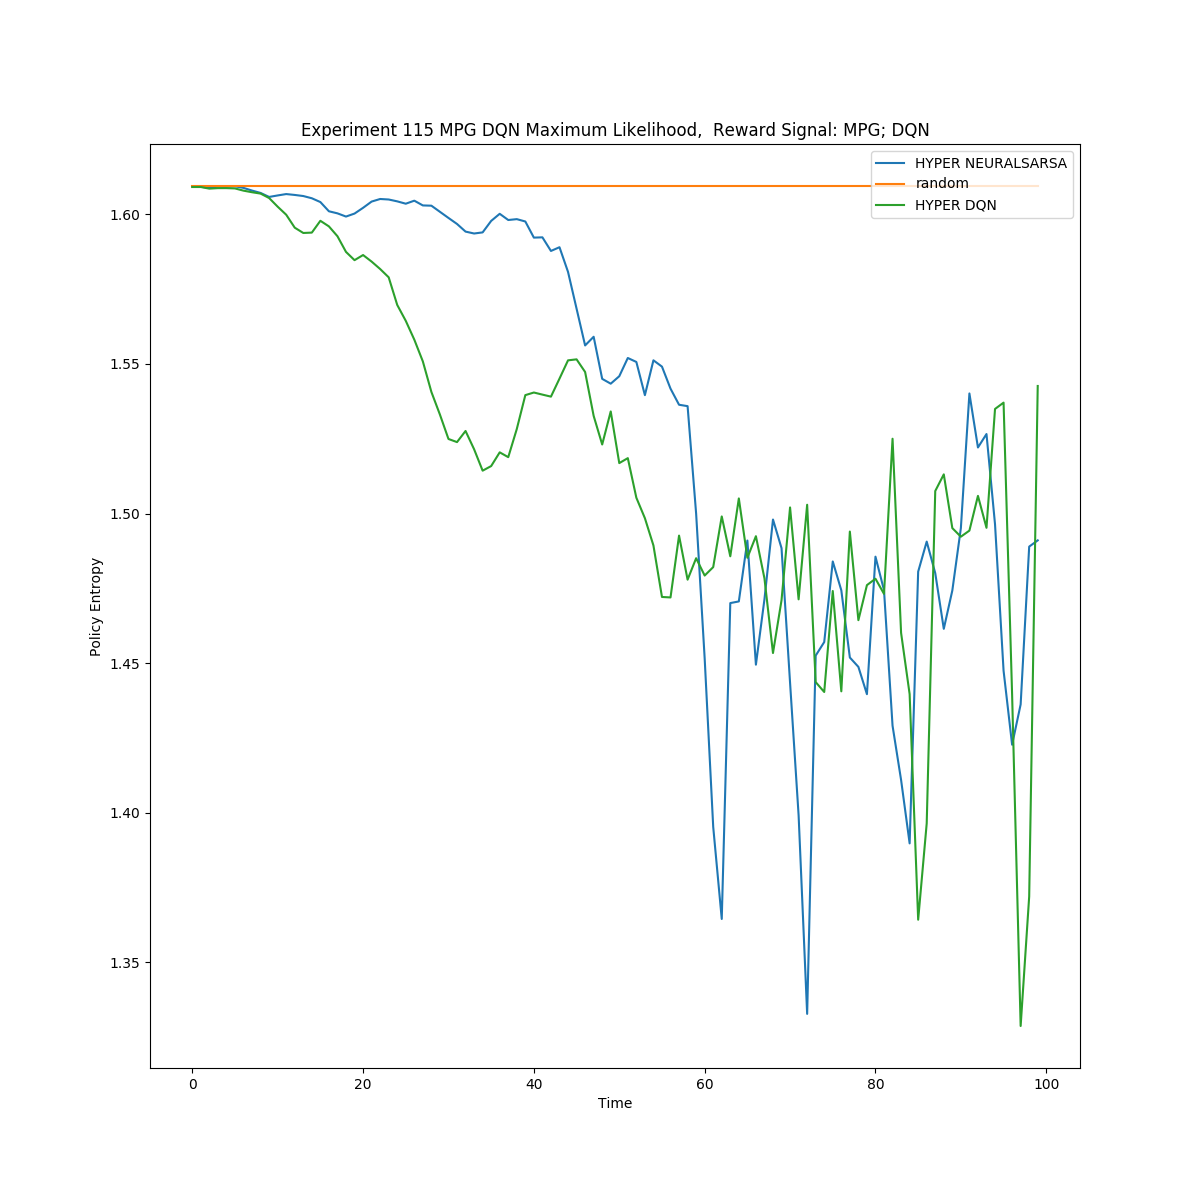 Experiment 115 MPG DQN Maximum Likelihood,  Reward Signal: MPG; DQN
HYPER NEURALSARSA
random
HYPER DQN
1.60
1.55
1.50
1.45
1.40
1.35
Policy Entropy
0 20 40 60 80 100
Time